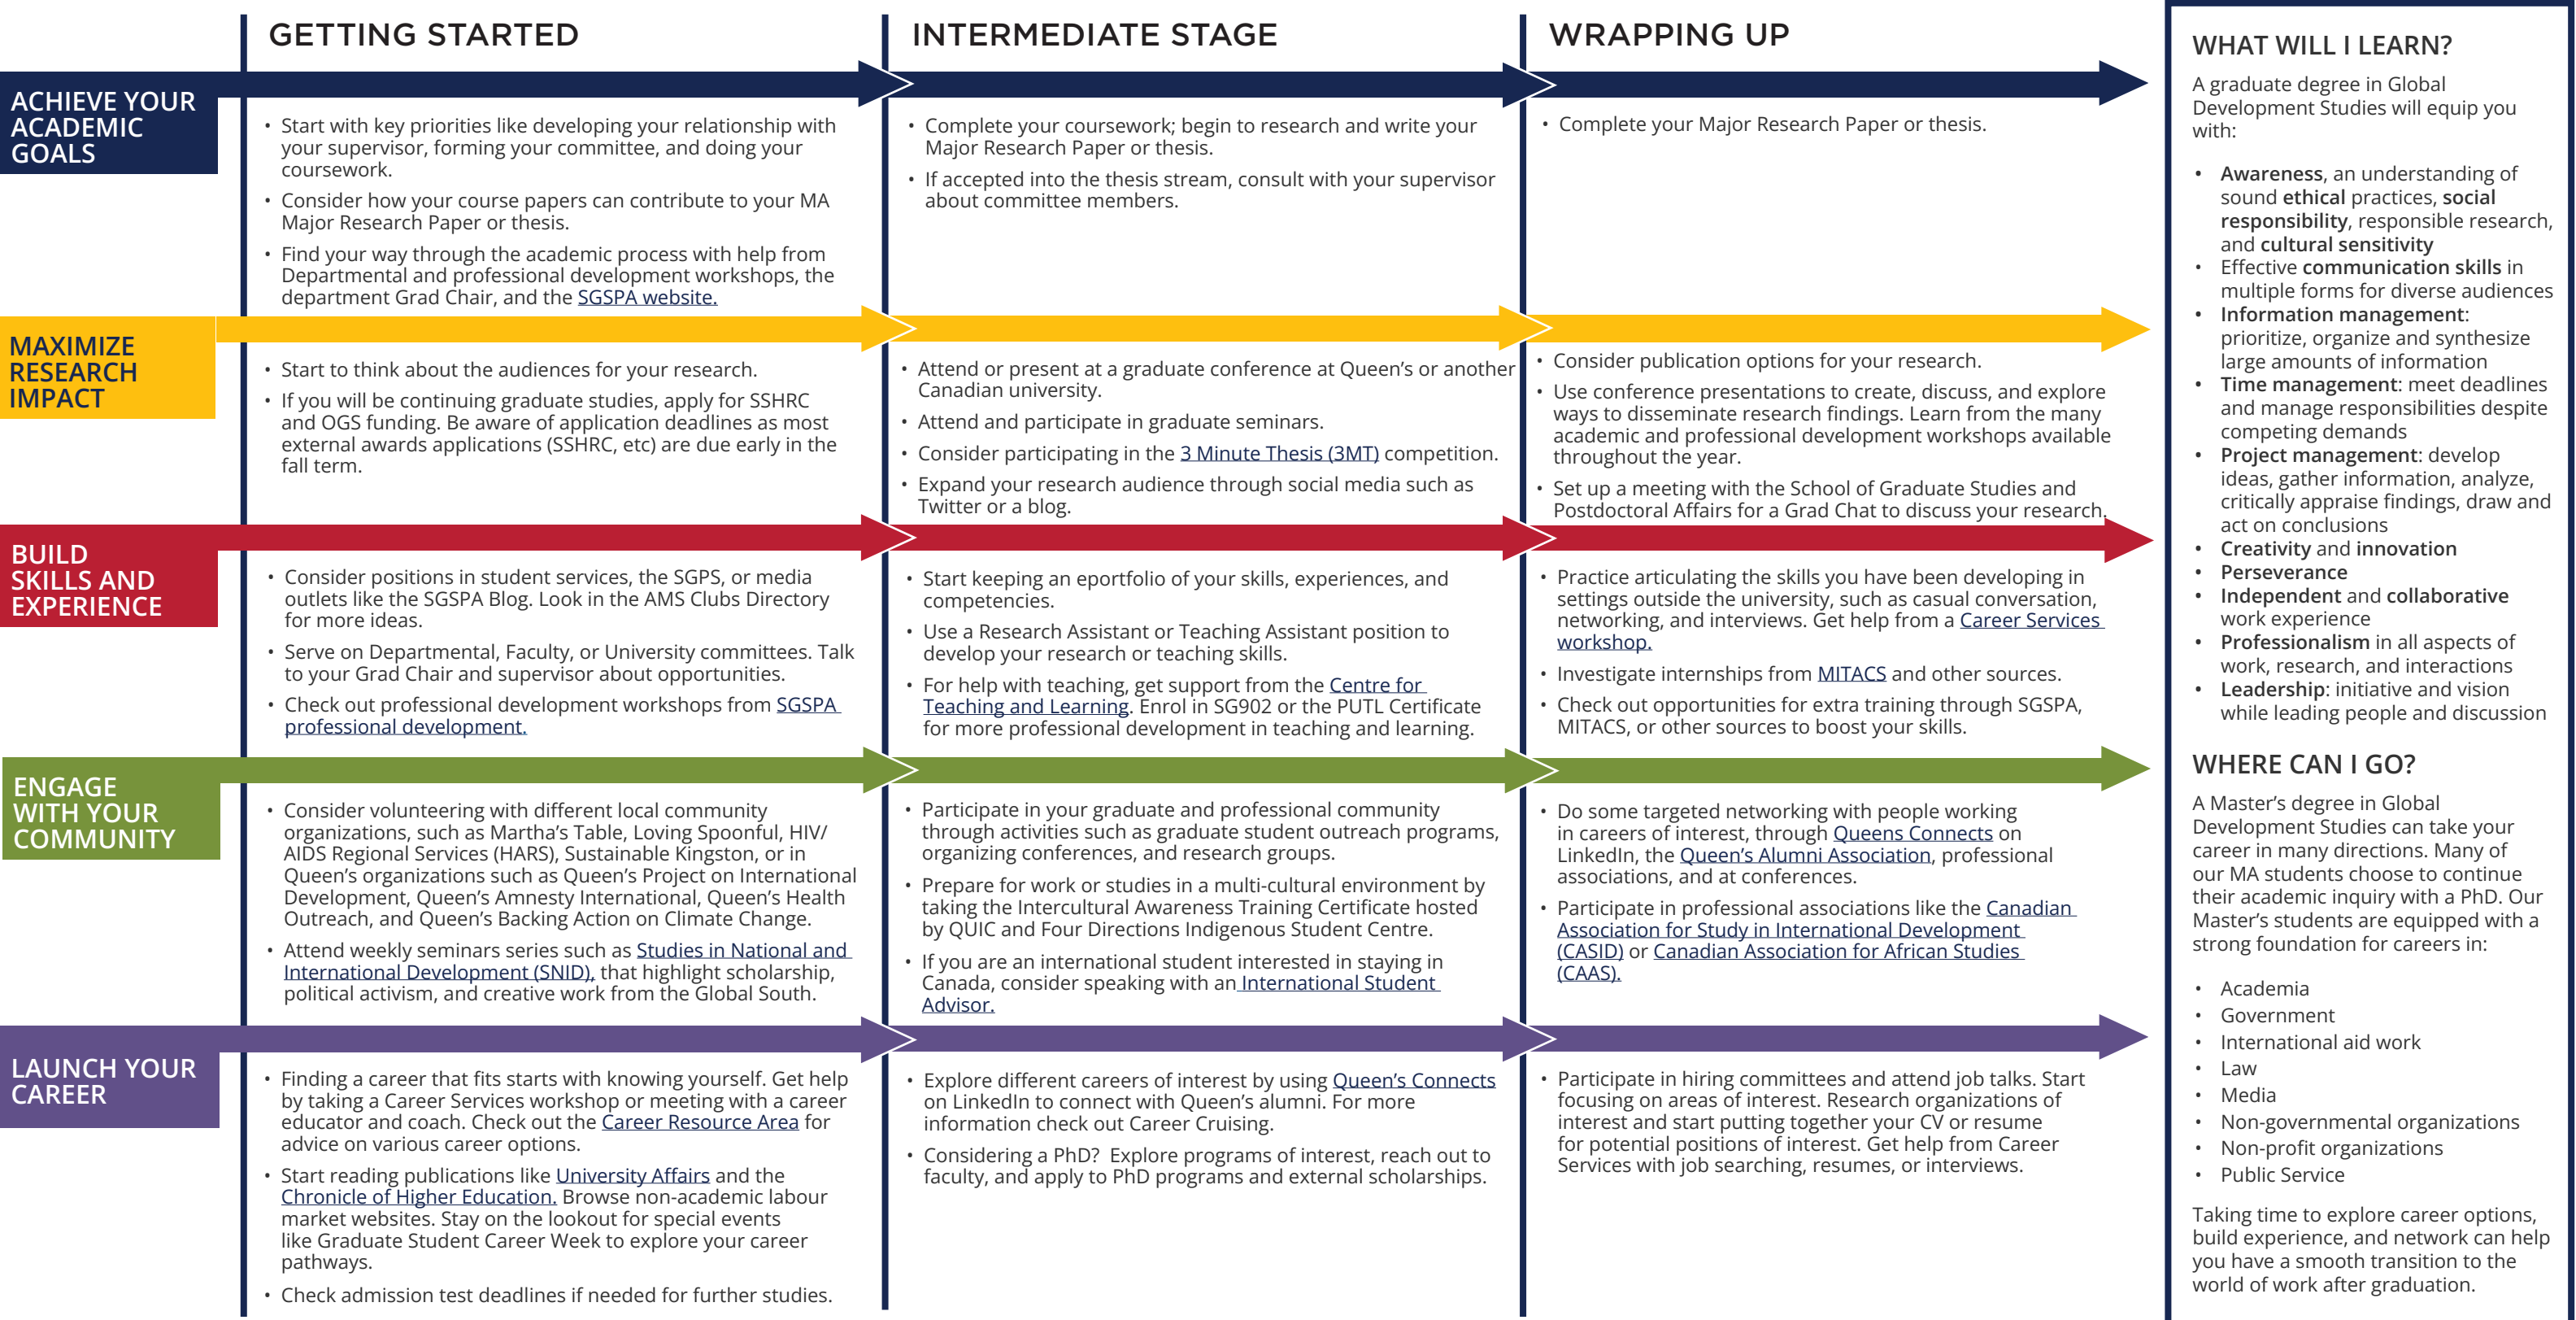 GETTING STARTED
INTERMEDIATE STAGE
WRAPPING UP
ACHIEVE YOUR
ACADEMIC
GOALS
• Start with key priorities like developing your relationship with
your supervisor, forming your committee, and doing your
coursework.
• Consider how your course papers can contribute to your MA
Major Research Paper or thesis.
• Find your way through the academic process with help from
Departmental and professional development workshops, the
department Grad Chair, and the SGSPA website.
• Complete your coursework; begin to research and write your
Major Research Paper or thesis.
• If accepted into the thesis stream, consult with your supervisor
about committee members.
• Complete your Major Research Paper or thesis.
MAXIMIZE
RESEARCH
IMPACT
• Start to think about the audiences for your research.
• If you will be continuing graduate studies, apply for SSHRC
and OGS funding. Be aware of application deadlines as most
external awards applications (SSHRC, etc) are due early in the
fall term.
• Attend or present at a graduate conference at Queen's or another
Canadian university.
• Attend and participate in graduate seminars.
• Consider participating in the 3 Minute Thesis (3MT) competition.
• Expand your research audience through social media such as
Twitter or a blog.
• Consider publication options for your research.
• Use conference presentations to create, discuss, and explore
ways to disseminate research findings. Learn from the many
academic and professional development workshops available
throughout the year.
• Set up a meeting with the School of Graduate Studies and
Postdoctoral Affairs for a Grad Chat to discuss your research.
BUILD
SKILLS AND
EXPERIENCE
• Consider positions in student services, the SGPS, or media
outlets like the SGSPA Blog. Look in the AMS Clubs Directory
for more ideas.
• Serve on Departmental, Faculty, or University committees. Talk
to your Grad Chair and supervisor about opportunities.
• Check out professional development workshops from SGSPA
professional development.
• Start keeping an eportfolio of your skills, experiences, and
competencies.
• Use a Research Assistant or Teaching Assistant position to
develop your research or teaching skills.
• For help with teaching, get support from the Centre for
Teaching and Learning. Enrol in SG902 or the PUTL Certificate
for more professional development in teaching and learning.
• Practice articulating the skills you have been developing in
settings outside the university, such as casual conversation,
networking, and interviews. Get help from a Career Services
workshop.
• Investigate internships from MITACS and other sources.
• Check out opportunities for extra training through SGSPA,
MITACS, or other sources to boost your skills.
ENGAGE
WITH YOUR
COMMUNITY
• Consider volunteering with different local community
organizations, such as Martha's Table, Loving Spoonful, HIV/
AIDS Regional Services (HARS), Sustainable Kingston, or in
Queen's organizations such as Queen's Project on International
Development, Queen's Amnesty International, Queen's Health
Outreach, and Queen's Backing Action on Climate Change.
• Attend weekly seminars series such as Studies in National and
International Development (SNID), that highlight scholarship,
political activism, and creative work from the Global South.
• Participate in your graduate and professional community
through activities such as graduate student outreach programs,
organizing conferences, and research groups.
• Prepare for work or studies in a multi-cultural environment by
taking the Intercultural Awareness Training Certificate hosted
by QUIC and Four Directions Indigenous Student Centre.
• If you are an international student interested in staying in
Canada, consider speaking with an International Student
Advisor.
• Do some targeted networking with people working
in careers of interest, through Queens Connects on
LinkedIn, the Queen's Alumni Association, professional
associations, and at conferences.
• Participate in professional associations like the Canadian
Association for Study in International Development
(CASID) or Canadian Association for African Studies
(CAAS).
LAUNCH YOUR
CAREER
• Finding a career that fits starts with knowing yourself. Get help
by taking a Career Services workshop or meeting with a career
educator and coach. Check out the Career Resource Area for
advice on various career options.
• Start reading publications like University Affairs and the
Chronicle of Higher Education. Browse non-academic labour
market websites. Stay on the lookout for special events
like Graduate Student Career Week to explore your career
pathways.
• Check admission test deadlines if needed for further studies.
• Explore different careers of interest by using Queen's Connects
on LinkedIn to connect with Queen's alumni. For more
information check out Career Cruising.
• Considering a PhD? Explore programs of interest, reach out to
faculty, and apply to PhD programs and external scholarships.
• Participate in hiring committees and attend job talks. Start
focusing on areas of interest. Research organizations of
interest and start putting together your CV or resume
for potential positions of interest. Get help from Career
Services with job searching, resumes, or interviews.
WHAT WILL I LEARN?
A graduate degree in Global
Development Studies will equip you
with:
• Awareness, an understanding of
sound ethical practices, social
responsibility, responsible research,
and cultural sensitivity
• Effective communication skills in
multiple forms for diverse audiences
• Information management:
prioritize, organize and synthesize
large amounts of information
• Time management: meet deadlines
and manage responsibilities despite
competing demands
• Project management: develop
ideas, gather information, analyze,
critically appraise findings, draw and
act on conclusions
• Creativity and innovation
• Perseverance
• Independent and collaborative
work experience
• Professionalism in all aspects of
work, research, and interactions
• Leadership: initiative and vision
while leading people and discussion
WHERE CAN I GO?
A Master's degree in Global
Development Studies can take your
career in many directions. Many of
our MA students choose to continue
their academic inquiry with a PhD. Our
Master's students are equipped with a
strong foundation for careers in:
• Academia
• Government
• International aid work
• Law
• Media
• Non-governmental organizations
• Non-profit organizations
• Public Service
Taking time to explore career options,
build experience, and network can help
you have a smooth transition to the
world of work after graduation.